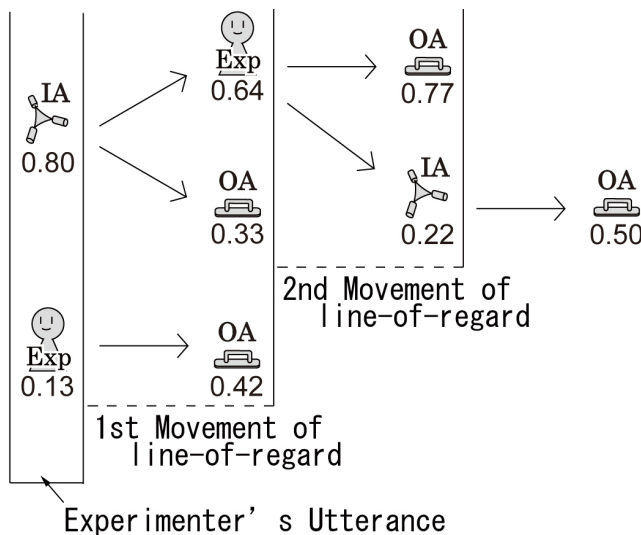 IA
0.80
Exp
0.64
OA
0.77
OA
0.33
IA
0.22
OA
0.50
Exp
0.13
OA
0.42
2nd Movement of
line-of-regard
1st Movement of
line-of-regard
Experimenter’s Utterance